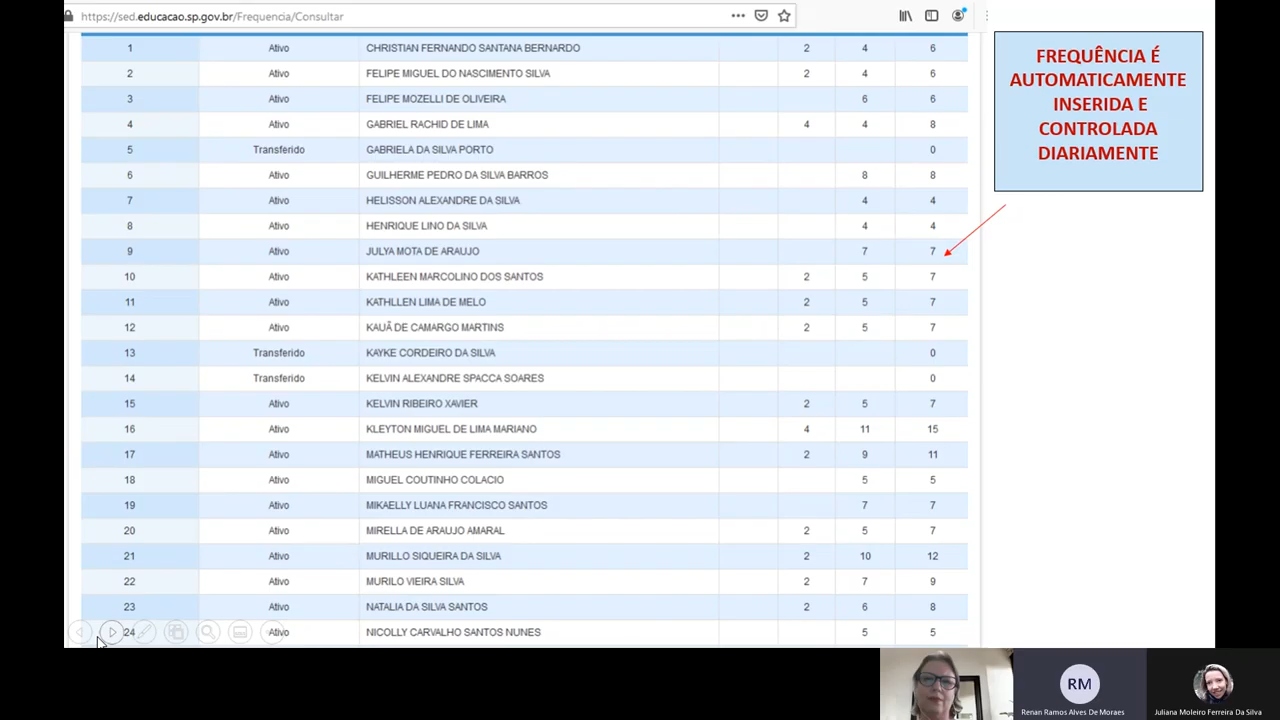 https://sed.educacao.sp.gov.br/Frequencia/Consultar
1 Ativo CHRISTIAN FERNANDO SANTANA BERNARDO 2 4 6
2 Ativo FELIPE MIGUEL DO NASCIMENTO SILVA 2 4 6
3 Ativo FELIPE MOZELLI DE OLIVEIRA 6 6
4 Ativo GABRIEL RACHID DE LIMA 4 4 8
5 Transferido GABRIELA DA SILVA PORTO 0
6 Ativo GUILHERME PEDRO DA SILVA BARROS 8 8
7 Ativo HELISSON ALEXANDRE DA SILVA 4 4
8 Ativo HENRIQUE LINO DA SILVA 4 4
9 Ativo JULYA MOTA DE ARAUJO 7 7
10 Ativo KATHLEEN MARCOLINO DOS SANTOS 2 5 7
11 Ativo KATHLLEN LIMA DE MELO 2 5 7
12 Ativo KAUÃ DE CAMARGO MARTINS 2 5 7
13 Transferido KAYKE CORDEIRO DA SILVA 0
14 Transferido KELVIN ALEXANDRE SPACCA SOARES 0
15 Ativo KELVIN RIBEIRO XAVIER 2 5 7
16 Ativo KLEYTON MIGUEL DE LIMA MARIANO 4 11 15
17 Ativo MATHEUS HENRIQUE FERREIRA SANTOS 2 9 11
18 Ativo MIGUEL COUTINHO COLACIO 5 5
19 Ativo MIKAELLY LUANA FRANCISCO SANTOS 7 7
20 Ativo MIRELLA DE ARAUJO AMARAL 2 5 7
21 Ativo MURILLO SIQUEIRA DA SILVA 2 10 12
22 Ativo MURILO VIEIRA SILVA 2 7 9
23 Ativo NATALIA DA SILVA SANTOS 2 6 8
24 Ativo NICOLLY CARVALHO SANTOS NUNES 5 5
FREQUÊNCIA É
AUTOMATICAMENTE
INSERIDA E
CONTROLADA
DIARIAMENTE
RM
Renan Ramos Alves De Moraes
Juliana Moleiro Ferreira Da Silva